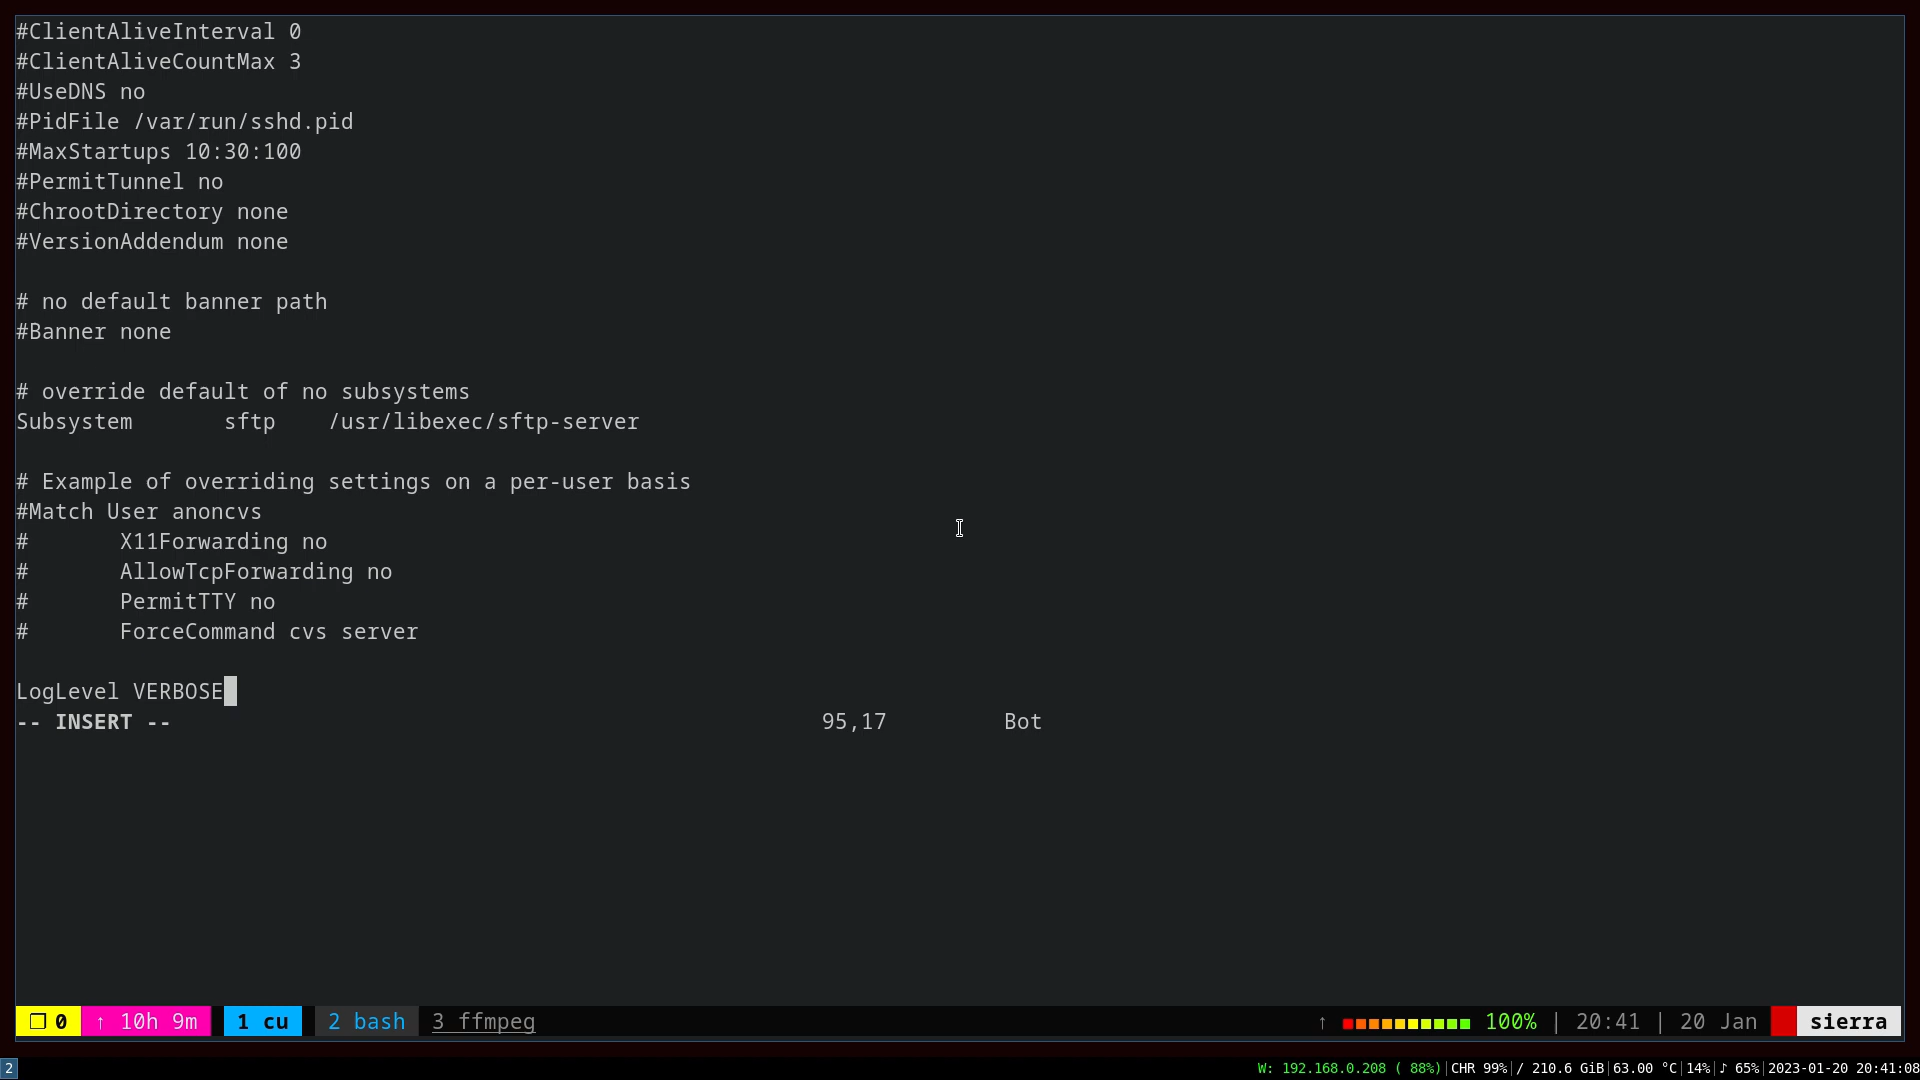 #ClientAliveInterval 0
#ClientAliveCountMax 3
#UseDNS no
#PidFile /var/run/sshd.pid
#MaxStartups 10:30:100
#PermitTunnel no
#ChrootDirectory none
#VersionAddendum none

# no default banner path
#Banner none

# override default of no subsystems
Subsystem       sftp    /usr/libexec/sftp-server

# Example of overriding settings on a per-user basis
#Match User anoncvs
#       X11Forwarding no
#       AllowTcpForwarding no
#       PermitTTY no
#       ForceCommand cvs server

LogLevel VERBOSE
-- INSERT --                                                  95,17         Bot
❐ 0 ↑ 10h 9m 1 cu 2 bash 3 ffmpeg ↑ 100% | 20:41 | 20 Jan sierra
2 W: 192.168.0.208 ( 88%)|CHR 99%|/ 210.6 GiB|63.00 °C|14%|♪ 65%|2023-01-20 20:41:08